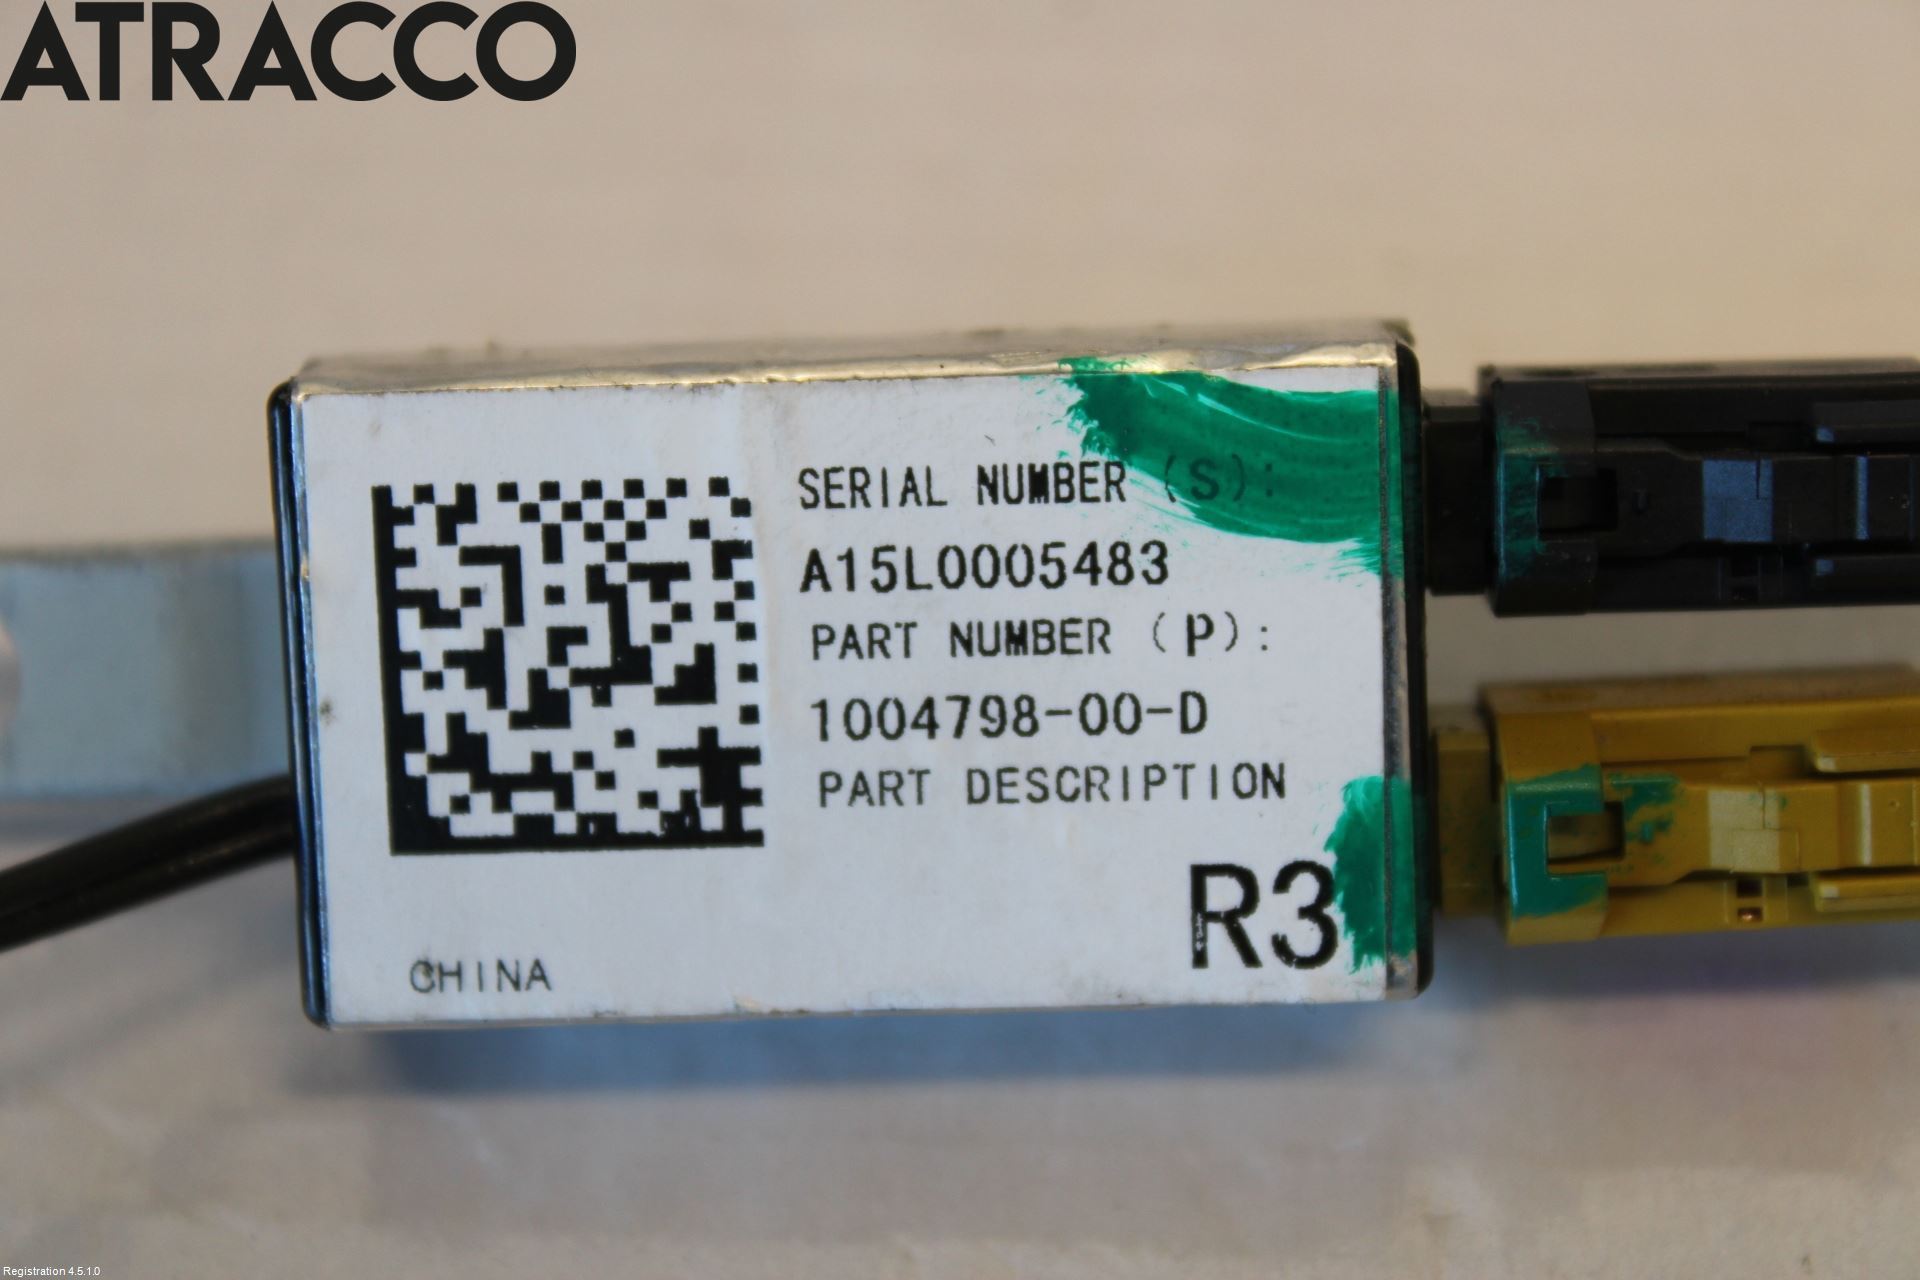 ATRACCO
SERIAL NUMBER (S):
A15L0005483
PART NUMBER (P):
1004798-00-D
PART DESCRIPTION
R3
CHINA
Registration 4.5.1.0